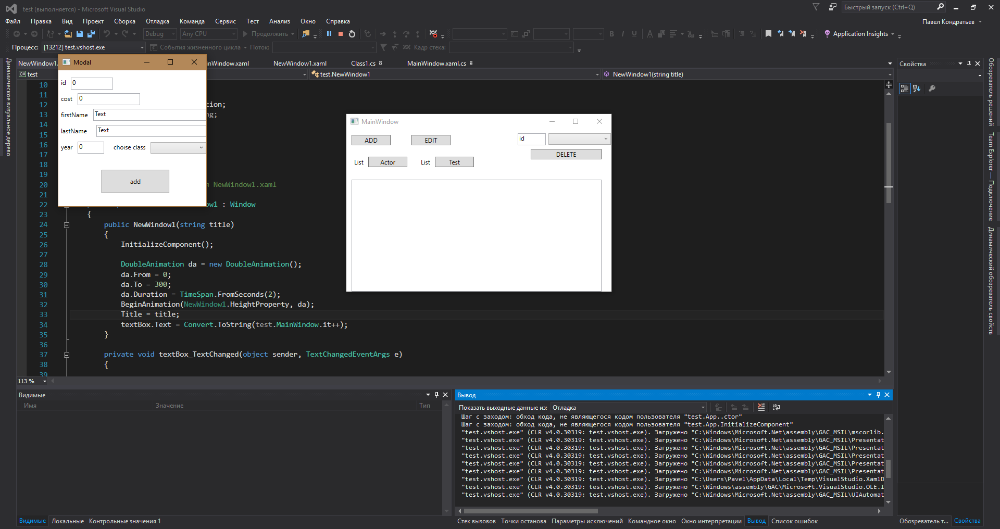 test (выполняется) - Microsoft Visual Studio
Быстрый запуск (Ctrl+Q)
Файл Правка Вид Проект Сборка Отладка Команда Сервис Тест Анализ Окно Справка
Павел Кондратьев
Debug Any CPU Продолжить
Application Insights
Процесс: [13212] test.vshost.exe События жизненного цикла Поток: Кадр стека:
Динамическое визуальное дерево
NewWindow1. inWindow.xaml NewWindow1.xaml Class1.cs MainWindow.xaml.cs
test test.NewWindow1 NewWindow1(string title)
Modal
id 0
cost 0
firstName Text
lastName Text
year 0 choise class
add
MainWindow
ADD EDIT id
DELETE
List Actor List Test
10
11
12 tion;
13 ng;
14
15
16
17
18
19
20 я NewWindow1.xaml
21
22 ow1 : Window
23 {
24 public NewWindow1(string title)
25 {
26 InitializeComponent();
27
28 DoubleAnimation da = new DoubleAnimation();
29 da.From = 0;
30 da.To = 300;
31 da.Duration = TimeSpan.FromSeconds(2);
32 BeginAnimation(NewWindow1.HeightProperty, da);
33 Title = title;
34 textBox.Text = Convert.ToString(test.MainWindow.it++);
35 }
36
37 private void textBox_TextChanged(object sender, TextChangedEventArgs e)
38 {
39
113 %
Видимые
Имя Значение Тип
Видимые Локальные Контрольные значения 1
Вывод
Показать выходные данные из: Отладка
Шаг с заходом: обход кода, не являющегося кодом пользователя "test.App..ctor"
Шаг с заходом: обход кода, не являющегося кодом пользователя "test.App.InitializeComponent"
"test.vshost.exe" (CLR v4.0.30319: test.vshost.exe). Загружено "C:\Windows\Microsoft.Net\assembly\GAC_MSIL\mscorlib.
"test.vshost.exe" (CLR v4.0.30319: test.vshost.exe). Загружено "C:\Windows\Microsoft.Net\assembly\GAC_MSIL\Presentat
"test.vshost.exe" (CLR v4.0.30319: test.vshost.exe). Загружено "C:\Windows\Microsoft.Net\assembly\GAC_MSIL\Presentat
"test.vshost.exe" (CLR v4.0.30319: test.vshost.exe). Загружено "C:\Windows\Microsoft.Net\assembly\GAC_MSIL\Presentat
"test.vshost.exe" (CLR v4.0.30319: test.vshost.exe). Загружено "C:\Windows\Microsoft.Net\assembly\GAC_MSIL\Presentat
"test.vshost.exe" (CLR v4.0.30319: test.vshost.exe). Загружено "C:\Windows\Microsoft.Net\assembly\GAC_MSIL\Presentat
"test.vshost.exe" (CLR v4.0.30319: test.vshost.exe). Загружено "C:\Users\Pavel\AppData\Local\Temp\VisualStudio.XamlD
"test.vshost.exe" (CLR v4.0.30319: test.vshost.exe). Загружено "C:\Windows\assembly\GAC\Microsoft.VisualStudio.OLE.I
"test.vshost.exe" (CLR v4.0.30319: test.vshost.exe). Загружено "C:\Windows\Microsoft.Net\assembly\GAC_MSIL\UIAutomat
Стек вызовов Точки останова Параметры исключений Командное окно Окно интерпретации Вывод Список ошибок
Свойства
Обозреватель т... Свойства
Обозреватель решений
Team Explorer — Подключение
Динамический обозреватель свойств